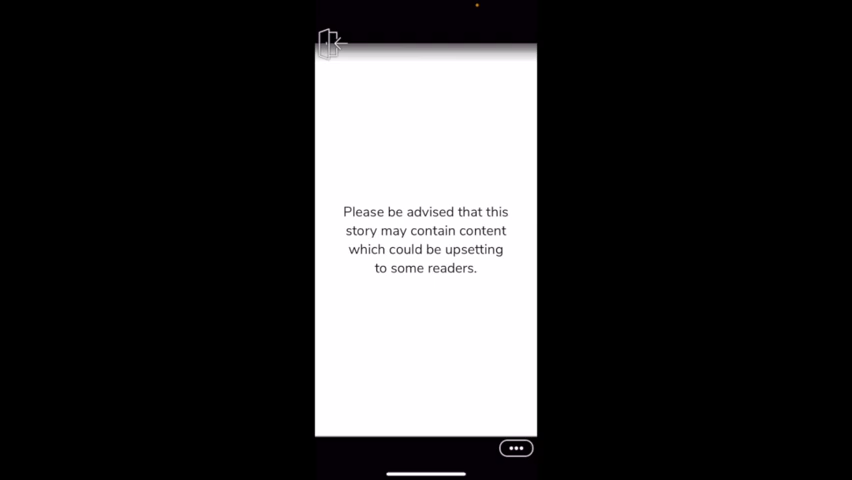 Please be advised that this
story may contain content
which could be upsetting
to some readers.